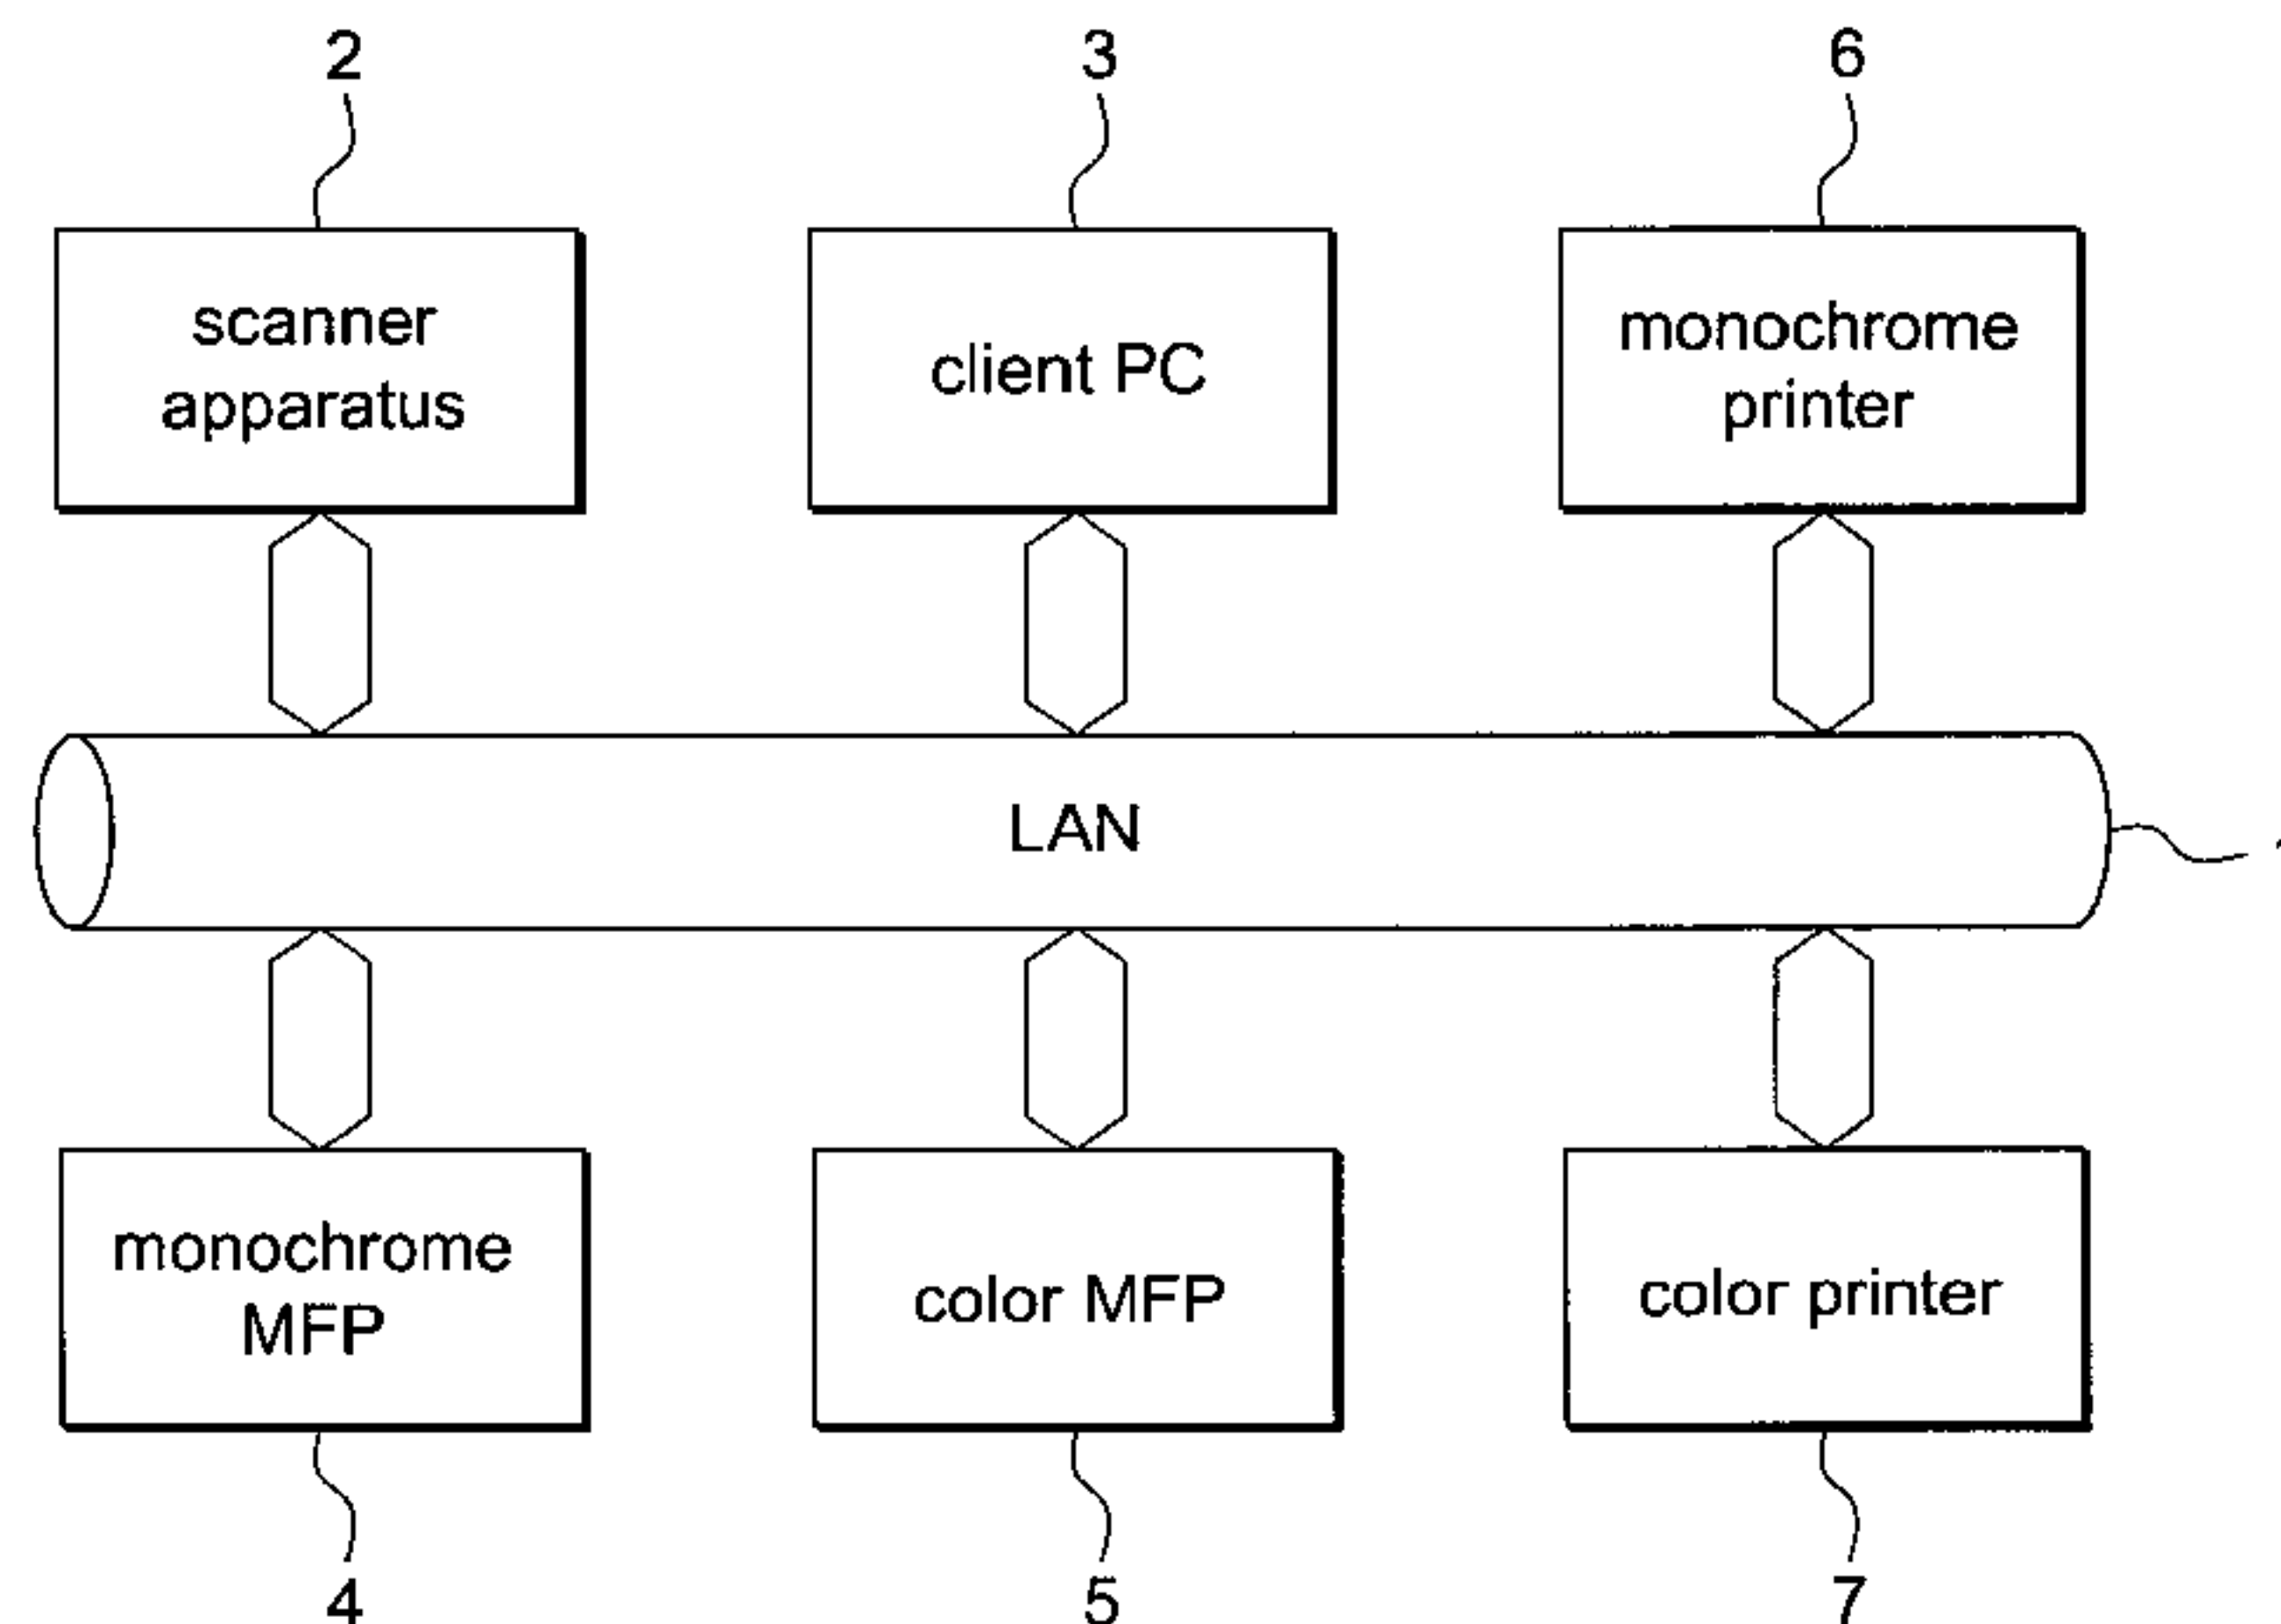 2
3
6
scanner
apparatus
client PC
monochrome
printer
LAN
monochrome
MFP
color MFP
color printer
4
5
7